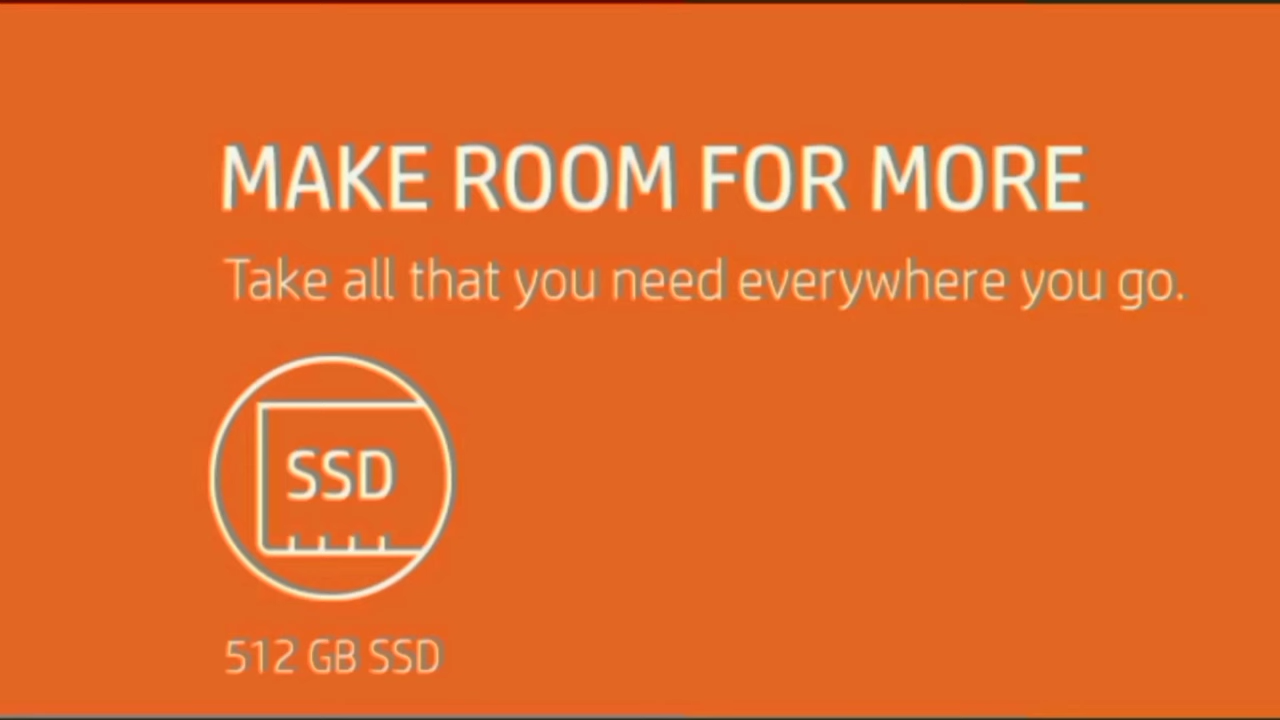 MAKE ROOM FOR MORE
Take all that you need everywhere you go.
SSD
512 GB SSD